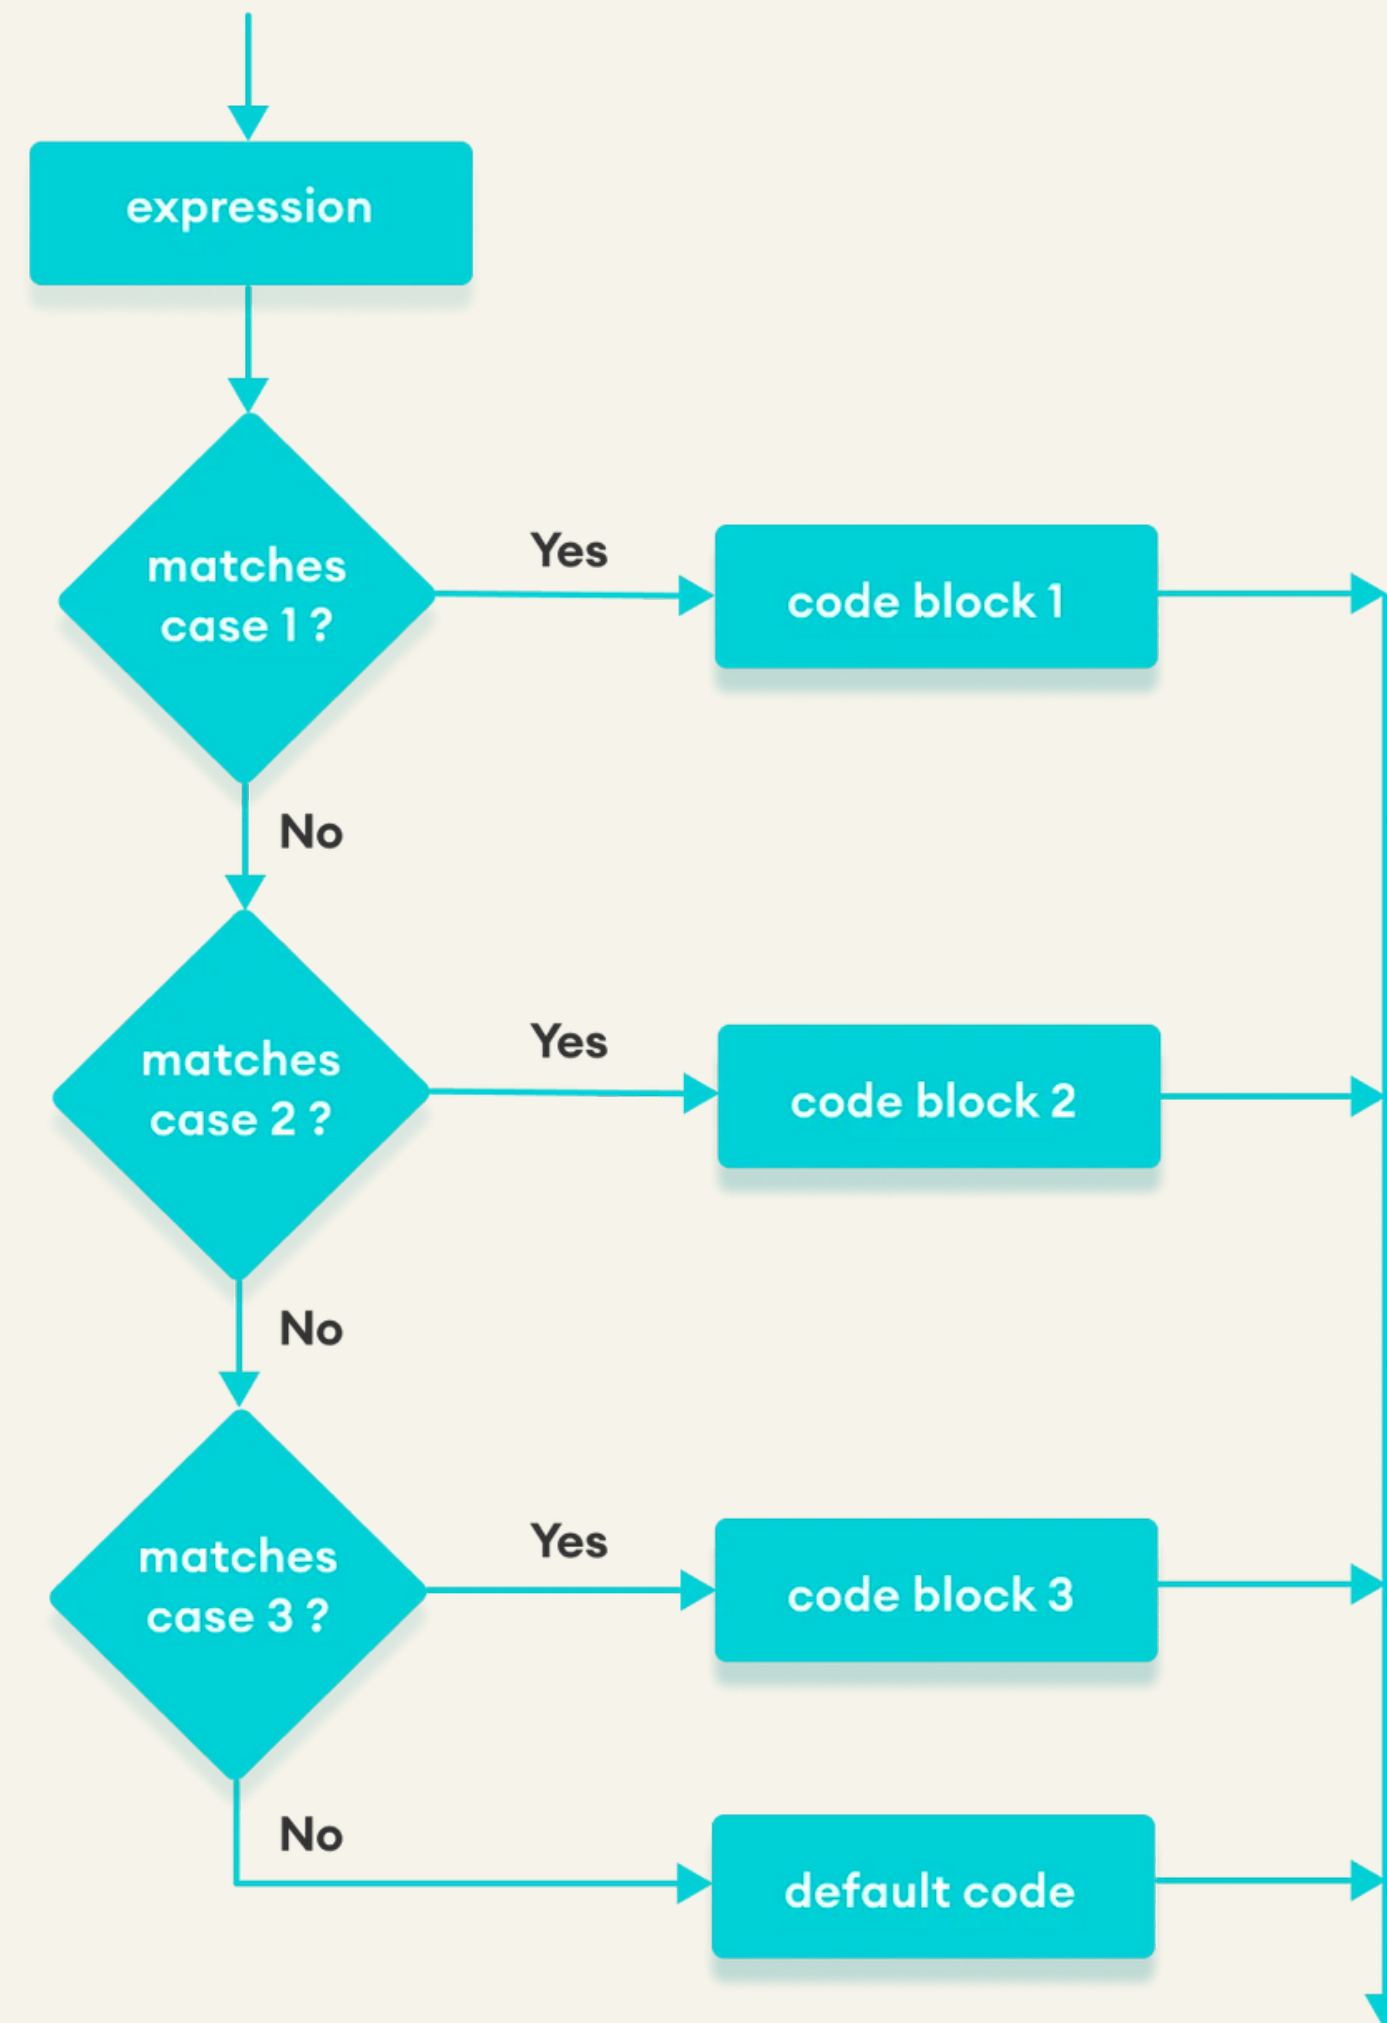 expression
matches
case 1 ?
Yes
code block 1
No
matches
case 2 ?
Yes
code block 2
No
matches
case 3 ?
Yes
code block 3
No
default code